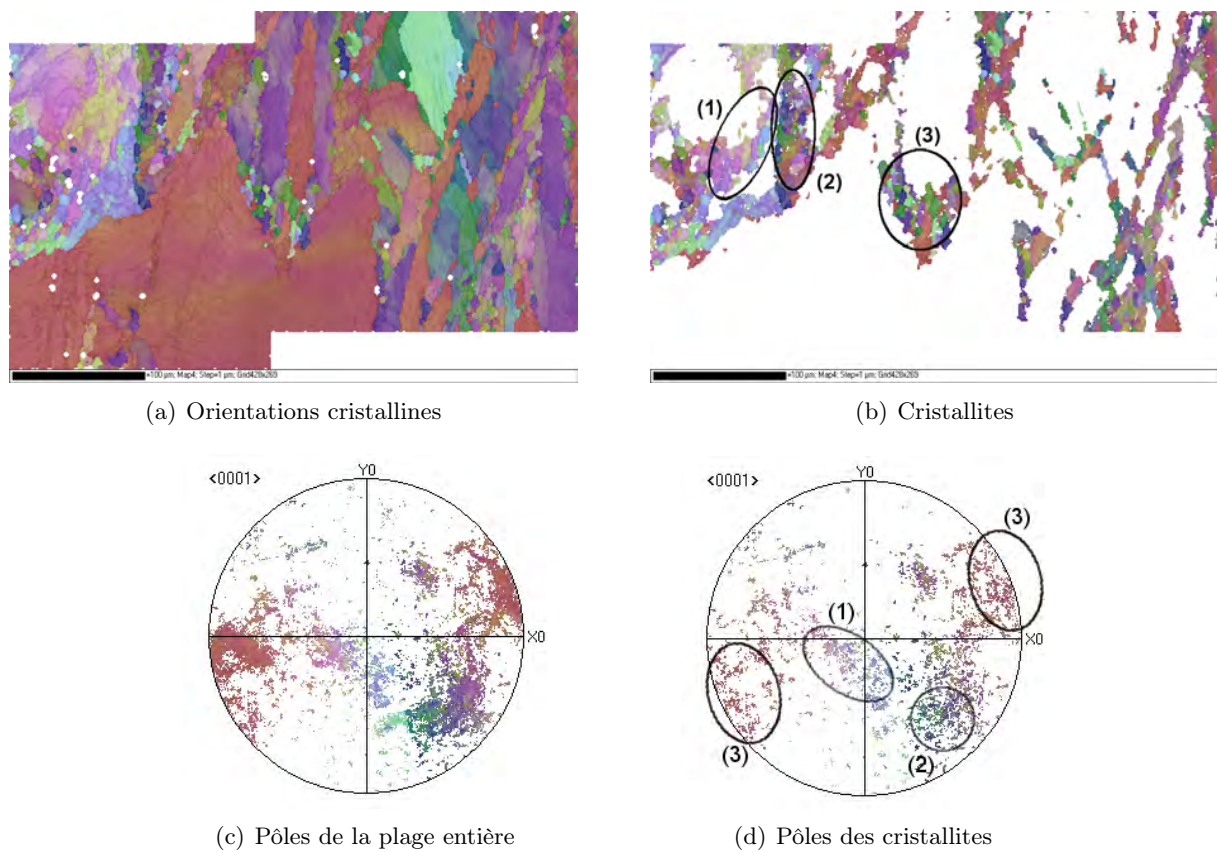 (1)
(2)
(3)
=100 µm; Map4; Step=1 µm; Grid428x269
=100 µm; Map4; Step=1 µm; Grid428x269
(a) Orientations cristallines
(b) Cristallites
<0001>
Y0
X0
<0001>
Y0
X0
(1)
(2)
(3)
(3)
(c) Pôles de la plage entière
(d) Pôles des cristallites